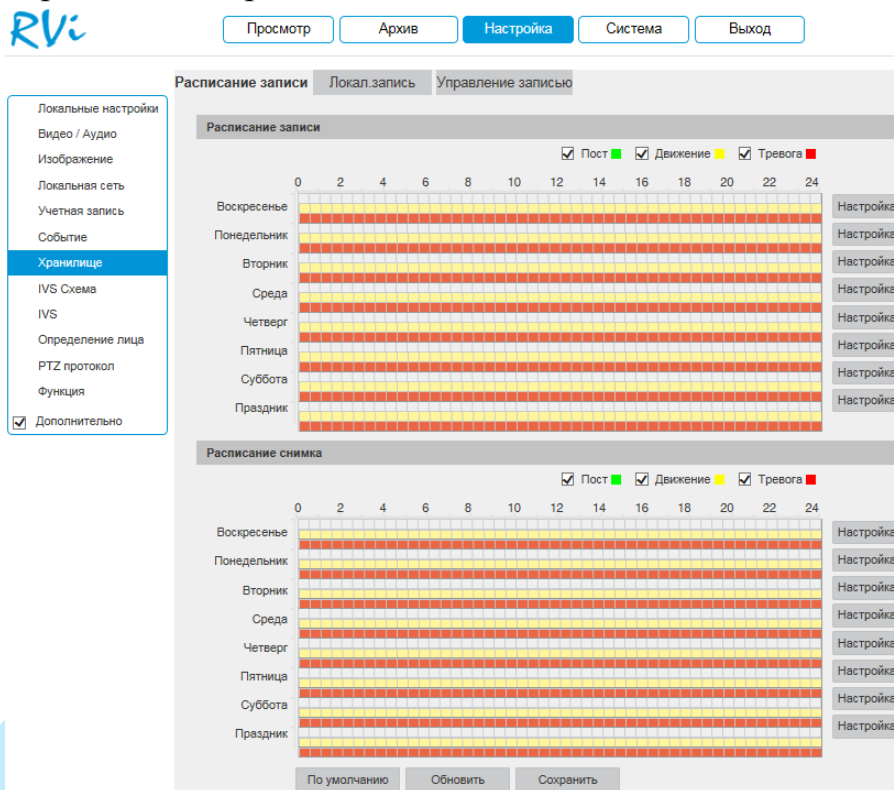 RVi
Просмотр Архив Настройка Система Выход
Расписание записи Локал.запись Управление записью
Локальные настройки
Видео / Аудио
Изображение
Локальная сеть
Учетная запись
Событие
Хранилище
IVS Схема
IVS
Определение лица
PTZ протокол
Функция
Дополнительно
Расписание записи
Пост Движение Тревога
0 2 4 6 8 10 12 14 16 18 20 22 24
Воскресенье Настройка
Понедельник Настройка
Вторник Настройка
Среда Настройка
Четверг Настройка
Пятница Настройка
Суббота Настройка
Праздник Настройка
Расписание снимка
Пост Движение Тревога
0 2 4 6 8 10 12 14 16 18 20 22 24
Воскресенье Настройка
Понедельник Настройка
Вторник Настройка
Среда Настройка
Четверг Настройка
Пятница Настройка
Суббота Настройка
Праздник Настройка
По умолчанию Обновить Сохранить